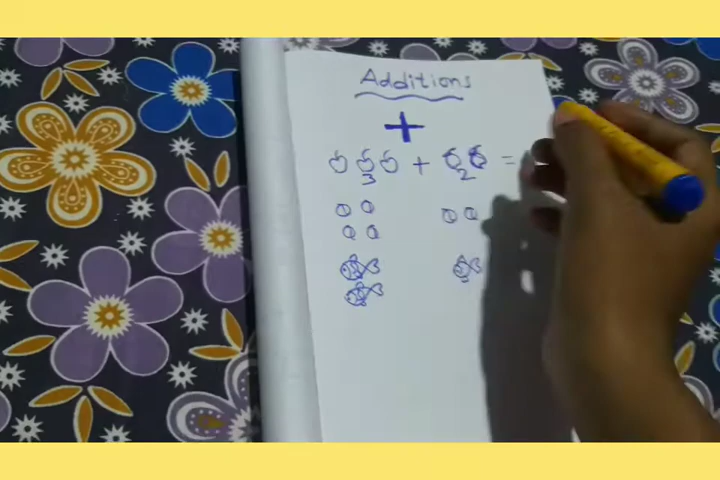 Additions
+
+ =
3 2